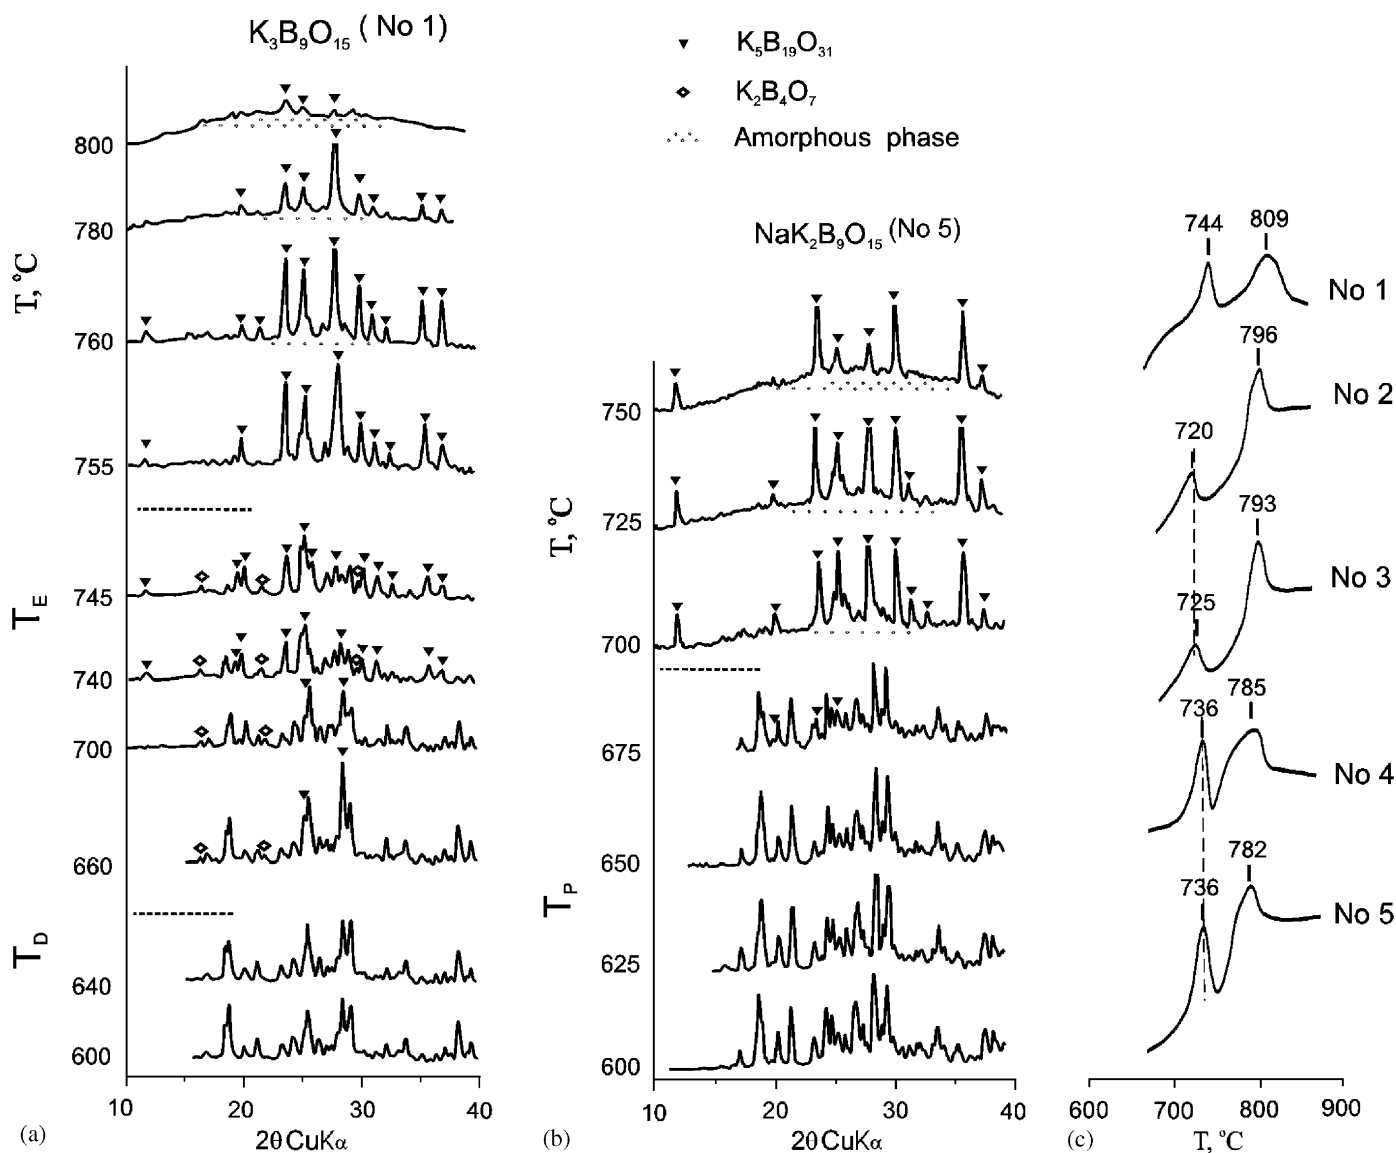 K₃B₉O₁₅ ( No 1)
K₅B₁₉O₃₁
K₂B₄O₇
Amorphous phase
800
780
760
755
745
740
700
660
640
600
T, °C
T_E
T_D
10 20 30 40
2θ CuKα
(a)
NaK₂B₉O₁₅ (No 5)
750
725
700
675
650
625
600
T, °C
T_P
10 20 30 40
2θ CuKα
(b)
744 809
No 1
796
No 2
720
793
No 3
725
785
736
No 4
782
736
No 5
600 700 800 900
T, °C
(c)